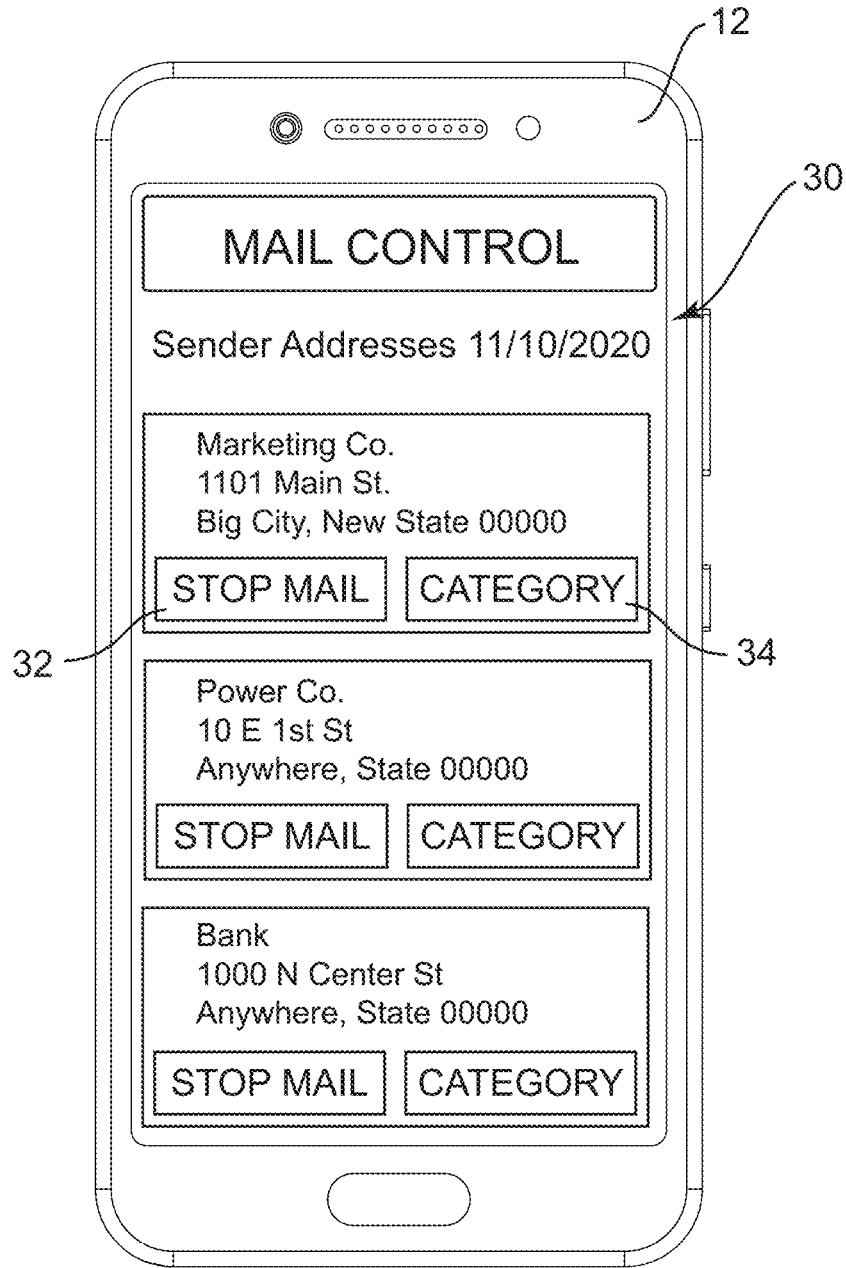 12
30
MAIL CONTROL
Sender Addresses 11/10/2020
Marketing Co.
1101 Main St.
Big City, New State 00000
STOP MAIL CATEGORY
32
34
Power Co.
10 E 1st St
Anywhere, State 00000
STOP MAIL CATEGORY
Bank
1000 N Center St
Anywhere, State 00000
STOP MAIL CATEGORY